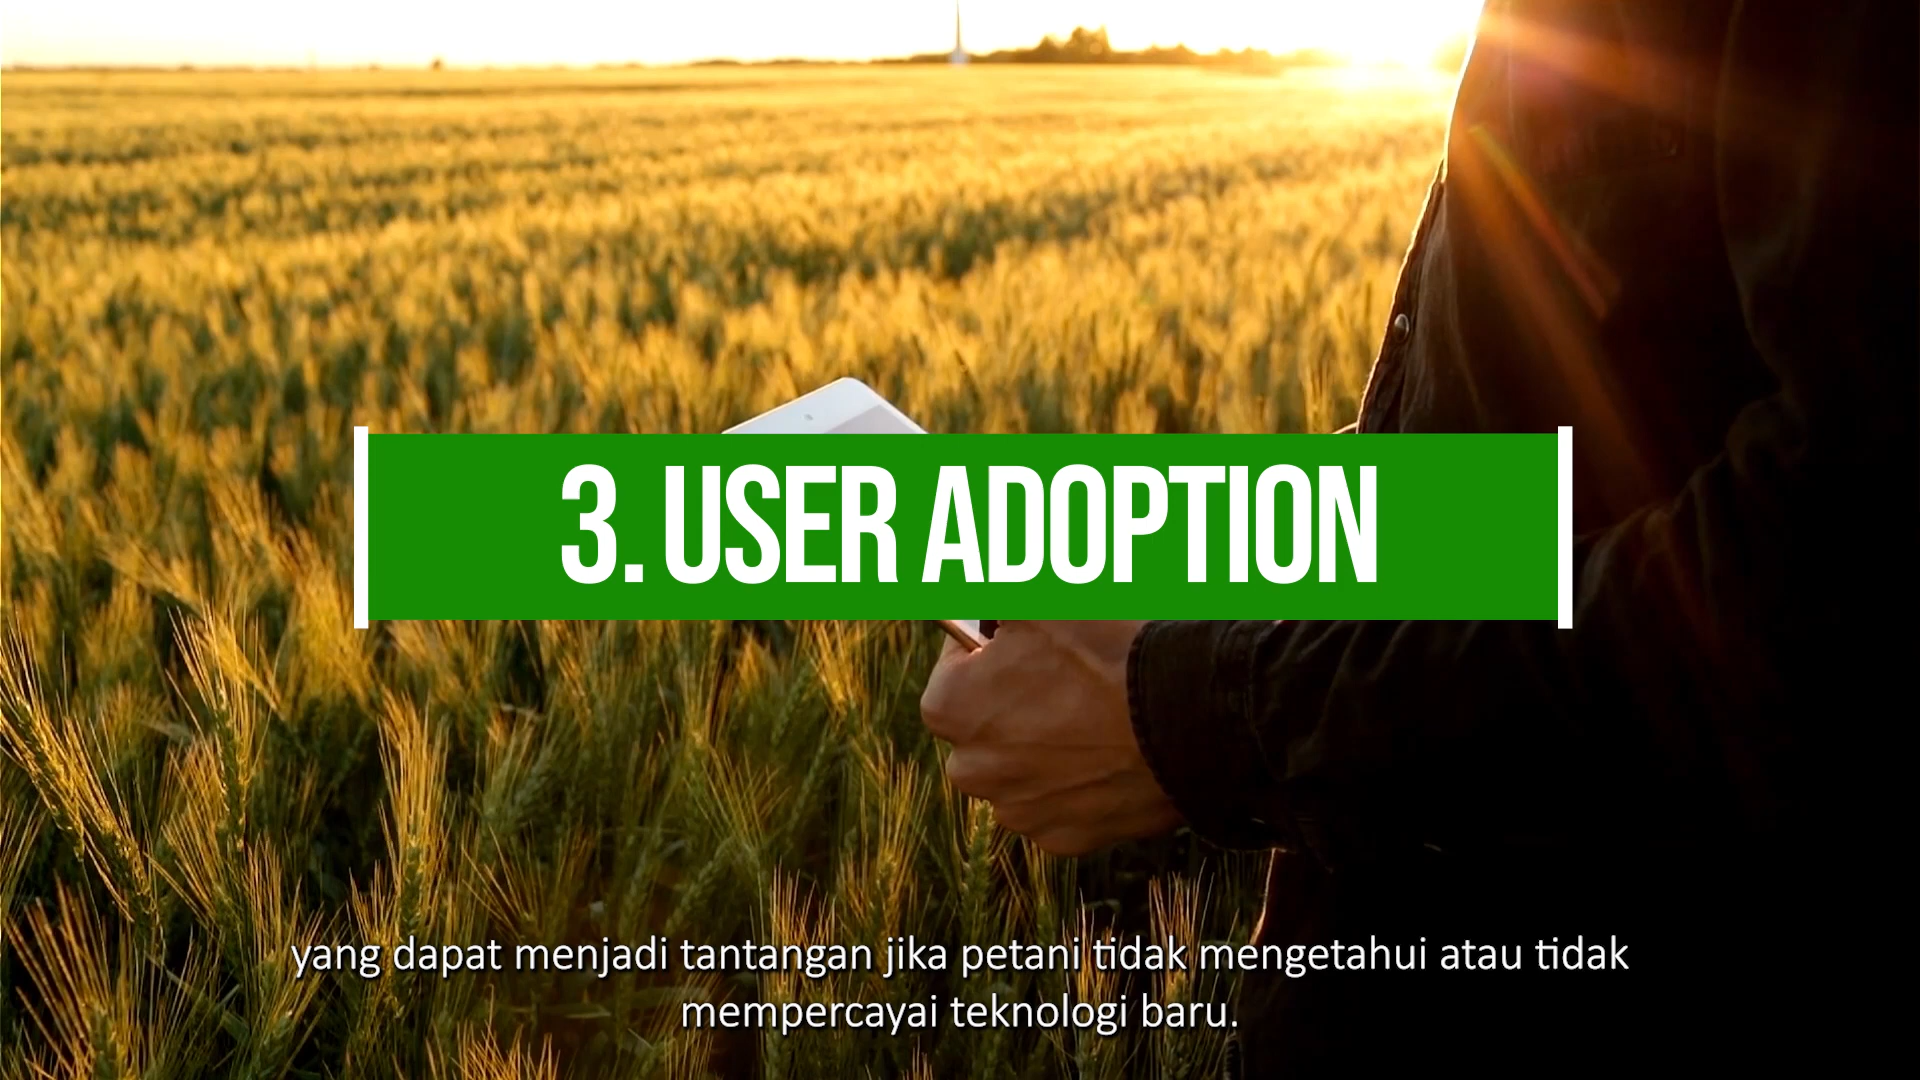 3. USER ADOPTION
yang dapat menjadi tantangan jika petani tidak mengetahui atau tidak
mempercayai teknologi baru.